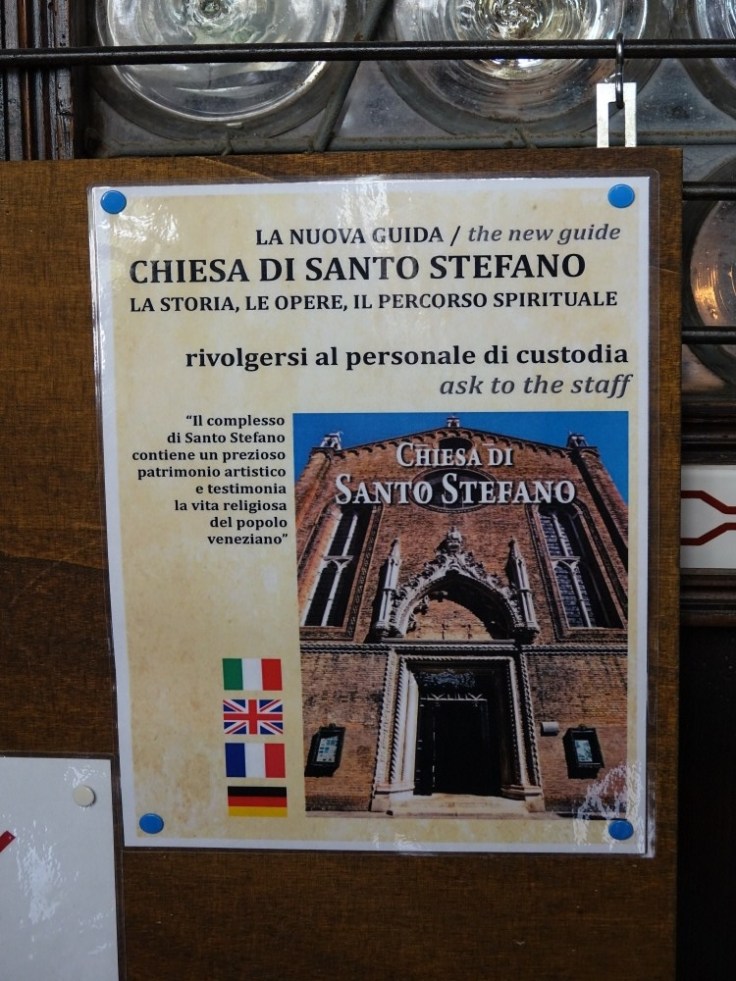 LA NUOVA GUIDA / the new guide
CHIESA DI SANTO STEFANO
LA STORIA, LE OPERE, IL PERCORSO SPIRITUALE
rivolgersi al personale di custodia
ask to the staff
“Il complesso
di Santo Stefano
contiene un prezioso
patrimonio artistico
e testimonia
la vita religiosa
del popolo
veneziano”
CHIESA DI
SANTO STEFANO